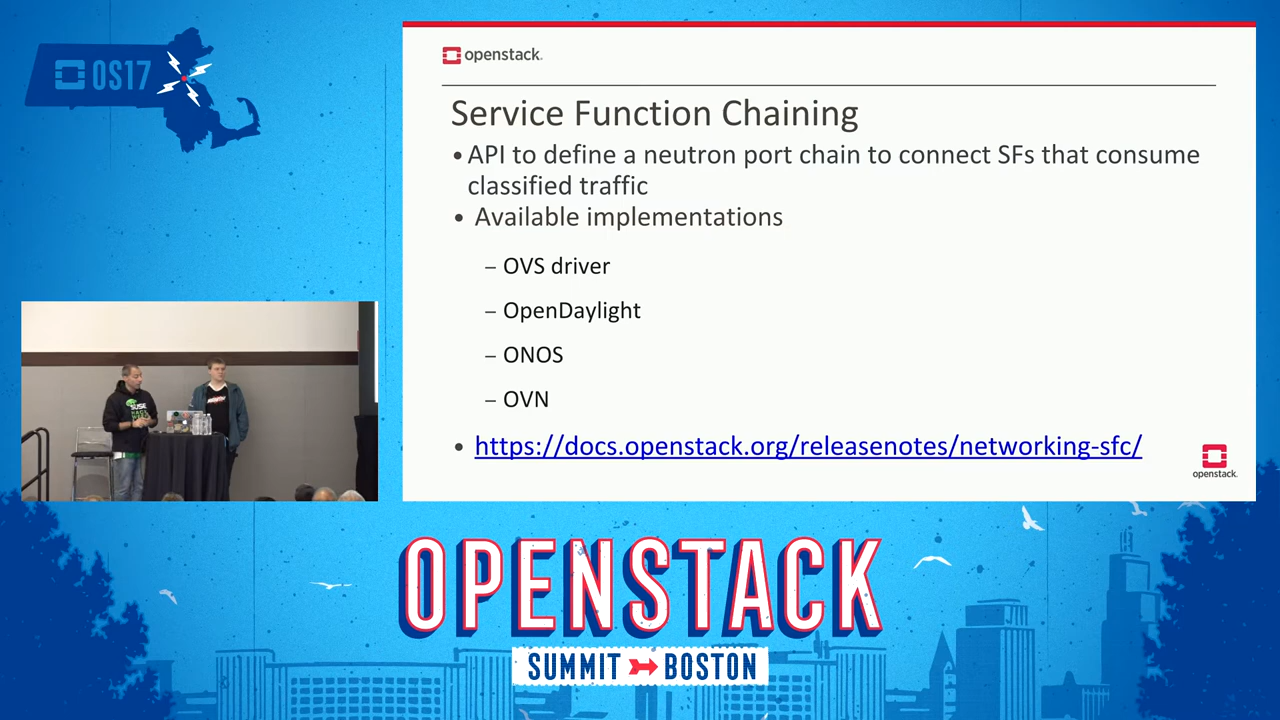 OS17
openstack.
Service Function Chaining
• API to define a neutron port chain to connect SFs that consume
classified traffic
• Available implementations
– OVS driver
– OpenDaylight
– ONOS
– OVN
• https://docs.openstack.org/releasenotes/networking-sfc/
openstack.
SUSE
OPENSTACK
SUMMIT BOSTON